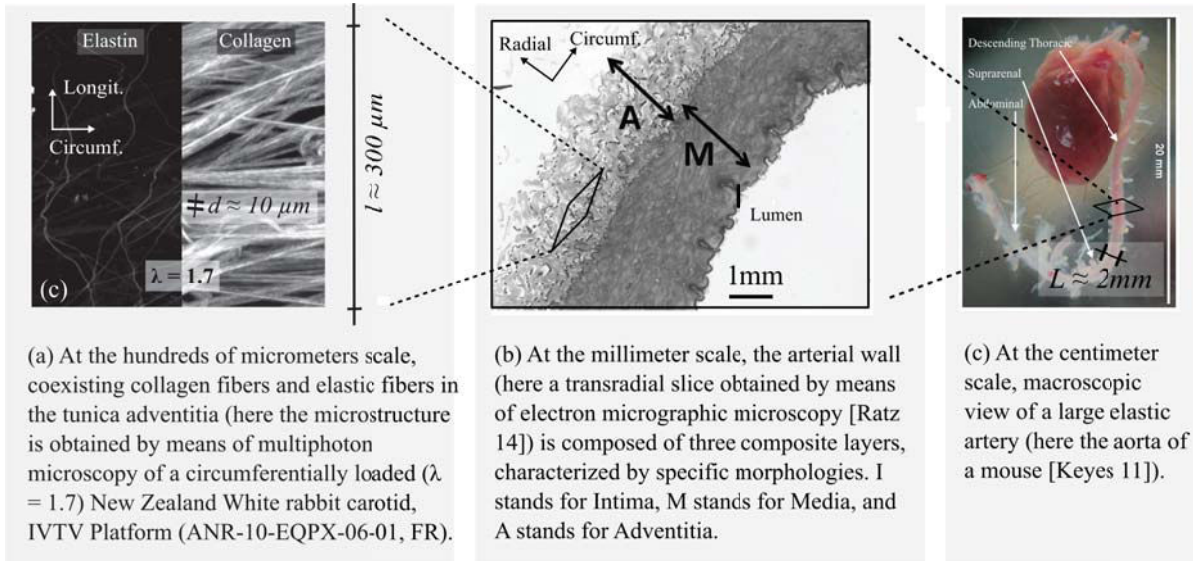 Elastin
Collagen
Longit.
Circumf.
d ≈ 10 µm
λ = 1.7
(c)
l ≈ 300 µm
Radial
Circumf.
A
M
I
Lumen
1mm
Descending Thoracic
Suprarenal
Abdominal
20 mm
L ≈ 2mm
(a) At the hundreds of micrometers scale,
coexisting collagen fibers and elastic fibers in
the tunica adventitia (here the microstructure
is obtained by means of multiphoton
microscopy of a circumferentially loaded (λ
= 1.7) New Zealand White rabbit carotid,
IVTV Platform (ANR-10-EQPX-06-01, FR).
(b) At the millimeter scale, the arterial wall
(here a transradial slice obtained by means
of electron micrographic microscopy [Ratz
14]) is composed of three composite layers,
characterized by specific morphologies. I
stands for Intima, M stands for Media, and
A stands for Adventitia.
(c) At the centimeter
scale, macroscopic
view of a large elastic
artery (here the aorta of
a mouse [Keyes 11]).